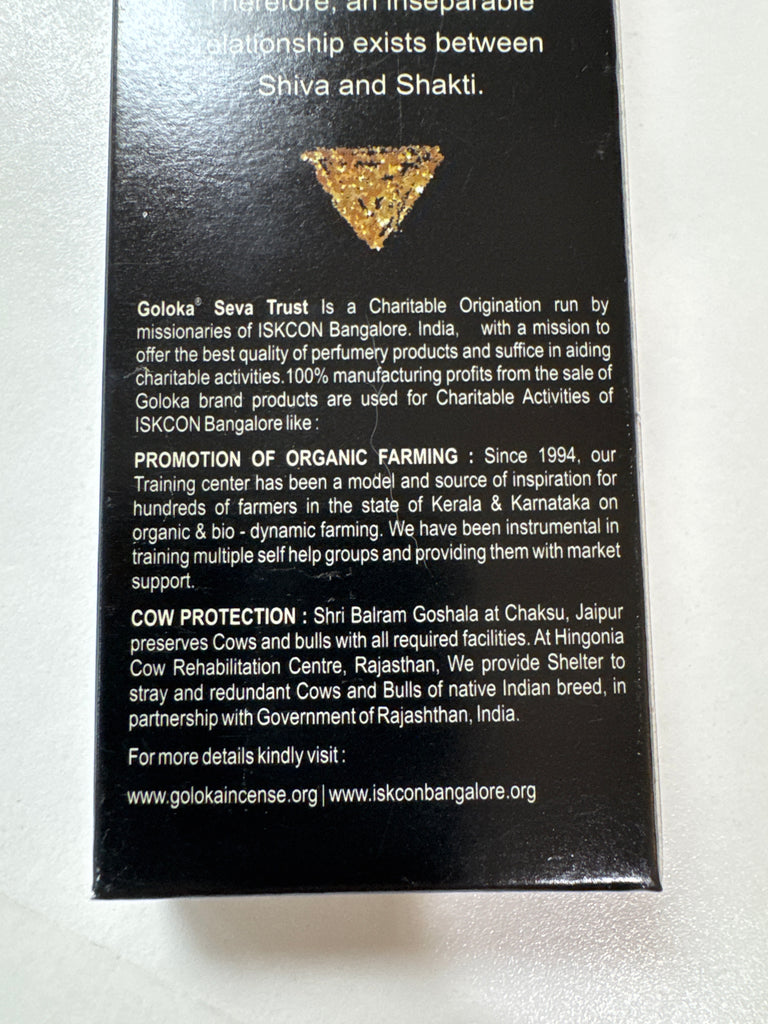 Therefore, an inseparable
relationship exists between
Shiva and Shakti.
Goloka® Seva Trust Is a Charitable Origination run by
missionaries of ISKCON Bangalore. India, with a mission to
offer the best quality of perfumery products and suffice in aiding
charitable activities.100% manufacturing profits from the sale of
Goloka brand products are used for Charitable Activities of
ISKCON Bangalore like :
PROMOTION OF ORGANIC FARMING : Since 1994, our
Training center has been a model and source of inspiration for
hundreds of farmers in the state of Kerala & Karnataka on
organic & bio - dynamic farming. We have been instrumental in
training multiple self help groups and providing them with market
support.
COW PROTECTION : Shri Balram Goshala at Chaksu, Jaipur
preserves Cows and bulls with all required facilities. At Hingonia
Cow Rehabilitation Centre, Rajasthan, We provide Shelter to
stray and redundant Cows and Bulls of native Indian breed, in
partnership with Government of Rajashthan, India.
For more details kindly visit :
www.golokaincense.org | www.iskconbangalore.org